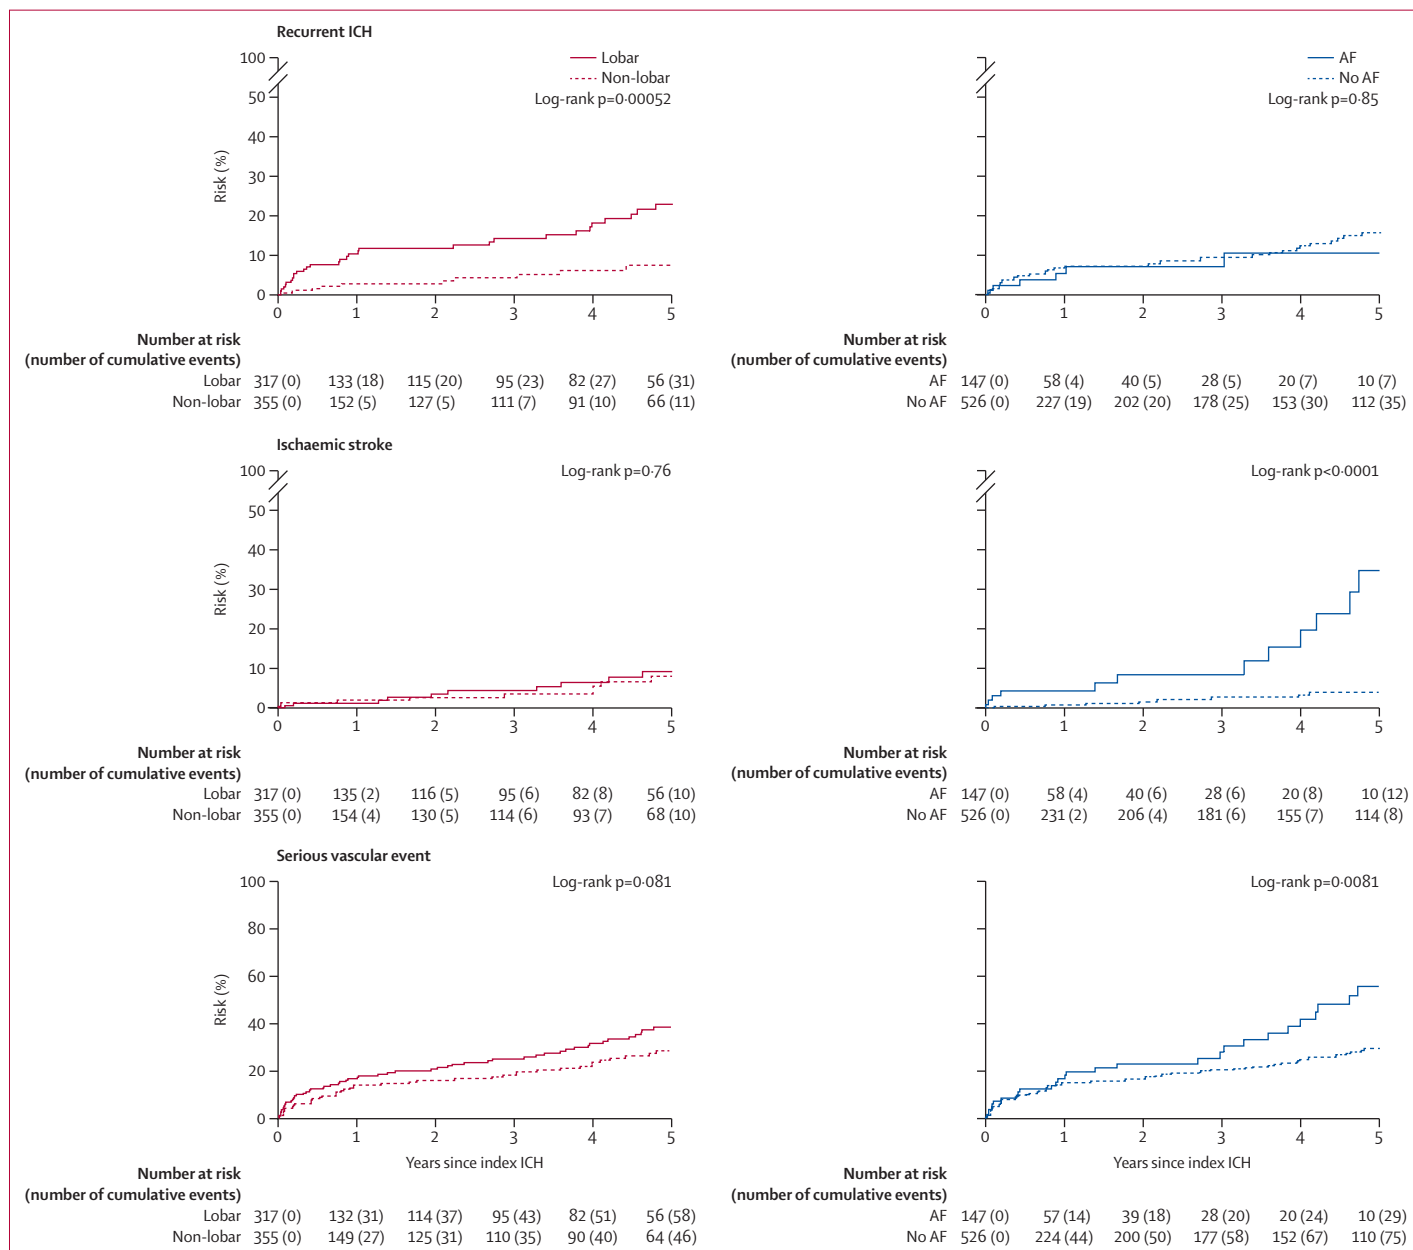 Recurrent ICH
Lobar
Non-lobar
Log-rank p=0·00052
100
50
40
30
20
10
0
Risk (%)
0 1 2 3 4 5
Number at risk
(number of cumulative events)
Lobar 317 (0) 133 (18) 115 (20) 95 (23) 82 (27) 56 (31)
Non-lobar 355 (0) 152 (5) 127 (5) 111 (7) 91 (10) 66 (11)
AF
No AF
Log-rank p=0·85
0 1 2 3 4 5
Number at risk
(number of cumulative events)
AF 147 (0) 58 (4) 40 (5) 28 (5) 20 (7) 10 (7)
No AF 526 (0) 227 (19) 202 (20) 178 (25) 153 (30) 112 (35)
Ischaemic stroke
Log-rank p=0·76
100
50
40
30
20
10
0
Risk (%)
0 1 2 3 4 5
Number at risk
(number of cumulative events)
Lobar 317 (0) 135 (2) 116 (5) 95 (6) 82 (8) 56 (10)
Non-lobar 355 (0) 154 (4) 130 (5) 114 (6) 93 (7) 68 (10)
Log-rank p<0·0001
0 1 2 3 4 5
Number at risk
(number of cumulative events)
AF 147 (0) 58 (4) 40 (6) 28 (6) 20 (8) 10 (12)
No AF 526 (0) 231 (2) 206 (4) 181 (6) 155 (7) 114 (8)
Serious vascular event
Log-rank p=0·081
100
80
60
40
20
0
Risk (%)
0 1 2 3 4 5
Years since index ICH
Number at risk
(number of cumulative events)
Lobar 317 (0) 132 (31) 114 (37) 95 (43) 82 (51) 56 (58)
Non-lobar 355 (0) 149 (27) 125 (31) 110 (35) 90 (40) 64 (46)
Log-rank p=0·0081
0 1 2 3 4 5
Years since index ICH
Number at risk
(number of cumulative events)
AF 147 (0) 57 (14) 39 (18) 28 (20) 20 (24) 10 (29)
No AF 526 (0) 224 (44) 200 (50) 177 (58) 152 (67) 110 (75)